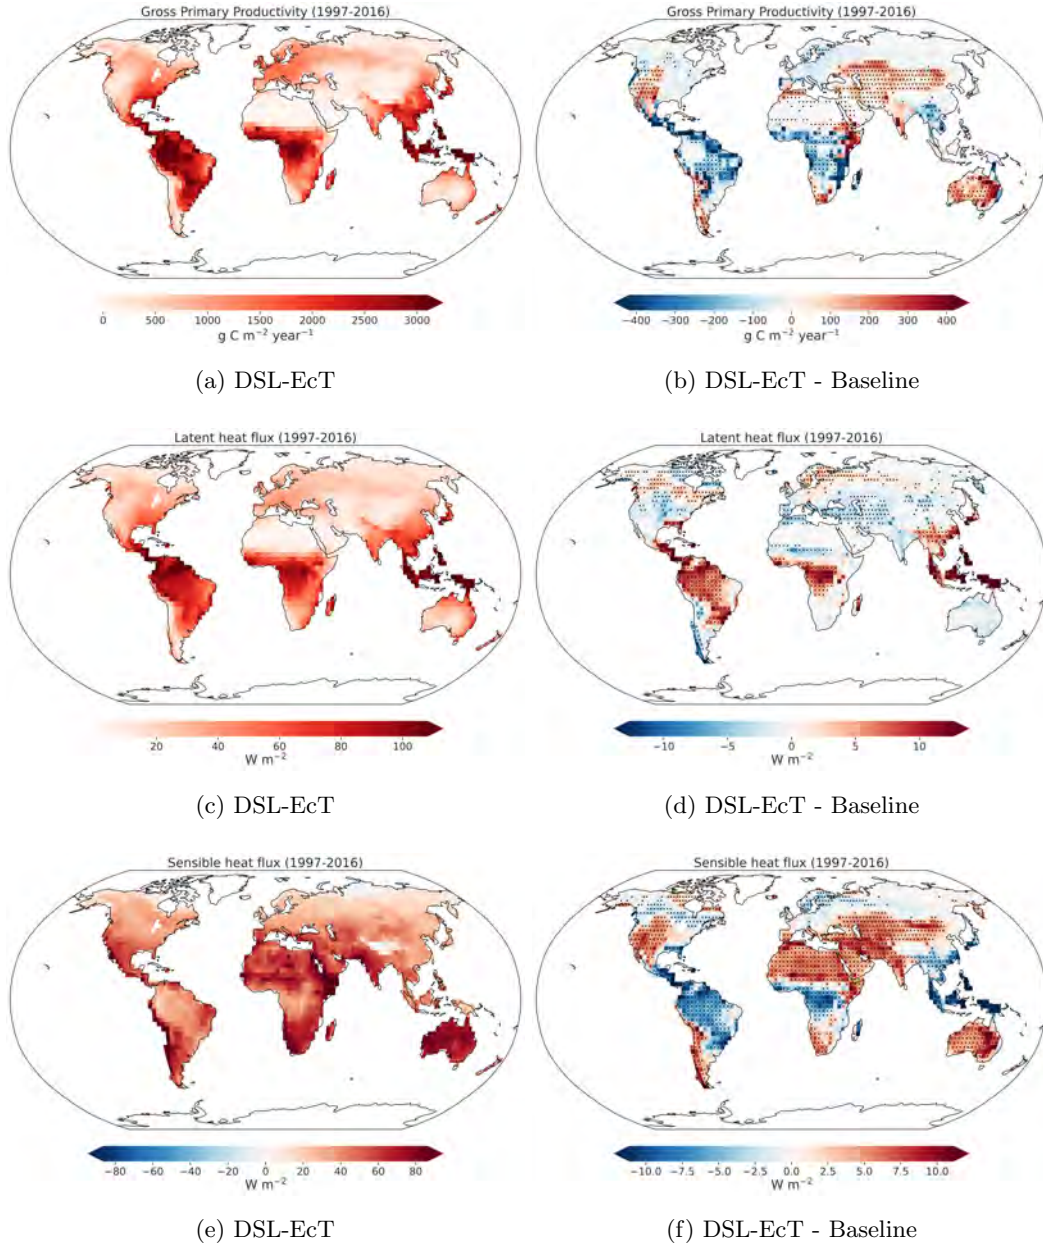 Gross Primary Productivity (1997-2016)
Gross Primary Productivity (1997-2016)
0 500 1000 1500 2000 2500 3000
g C m⁻² year⁻¹
−400 −300 −200 −100 0 100 200 300 400
g C m⁻² year⁻¹
(a) DSL-EcT
(b) DSL-EcT - Baseline
Latent heat flux (1997-2016)
Latent heat flux (1997-2016)
20 40 60 80 100
W m⁻²
−10 −5 0 5 10
W m⁻²
(c) DSL-EcT
(d) DSL-EcT - Baseline
Sensible heat flux (1997-2016)
Sensible heat flux (1997-2016)
−80 −60 −40 −20 0 20 40 60 80
W m⁻²
−10.0 −7.5 −5.0 −2.5 0.0 2.5 5.0 7.5 10.0
W m⁻²
(e) DSL-EcT
(f) DSL-EcT - Baseline